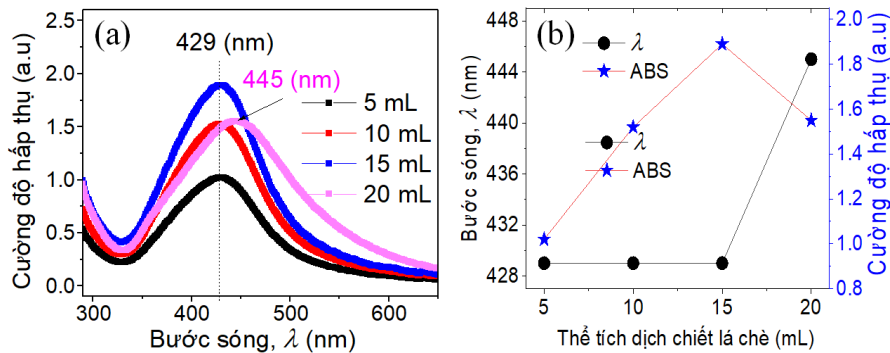 (a)
429 (nm)
445 (nm)
5 mL
10 mL
15 mL
20 mL
Cường độ hấp thụ (a.u)
2.5
2.0
1.5
1.0
0.5
0.0
300 400 500 600
Bước sóng, λ (nm)
(b)
λ
ABS
λ
ABS
Bước sóng, λ (nm)
448
444
440
436
432
428
5 10 15 20
Thể tích dịch chiết lá chè (mL)
2.0
1.8
1.6
1.4
1.2
1.0
0.8
Cường độ hấp thụ (a.u)